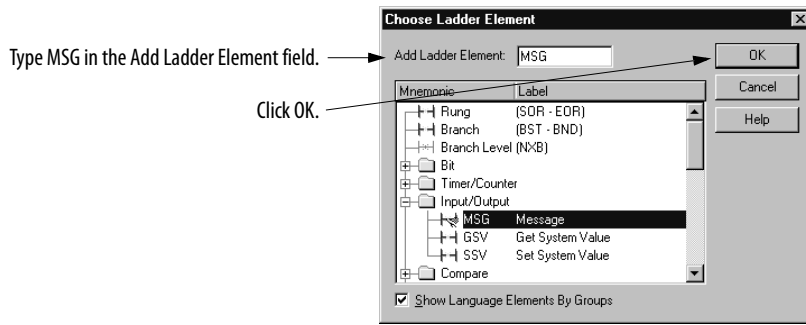 Choose Ladder Element
Type MSG in the Add Ladder Element field.
Add Ladder Element: MSG
OK
Cancel
Help
Click OK.
Mnemonic Label
Rung (SOR - EOR)
Branch (BST - BND)
Branch Level (NXB)
Bit
Timer/Counter
Input/Output
MSG Message
GSV Get System Value
SSV Set System Value
Compare
Show Language Elements By Groups